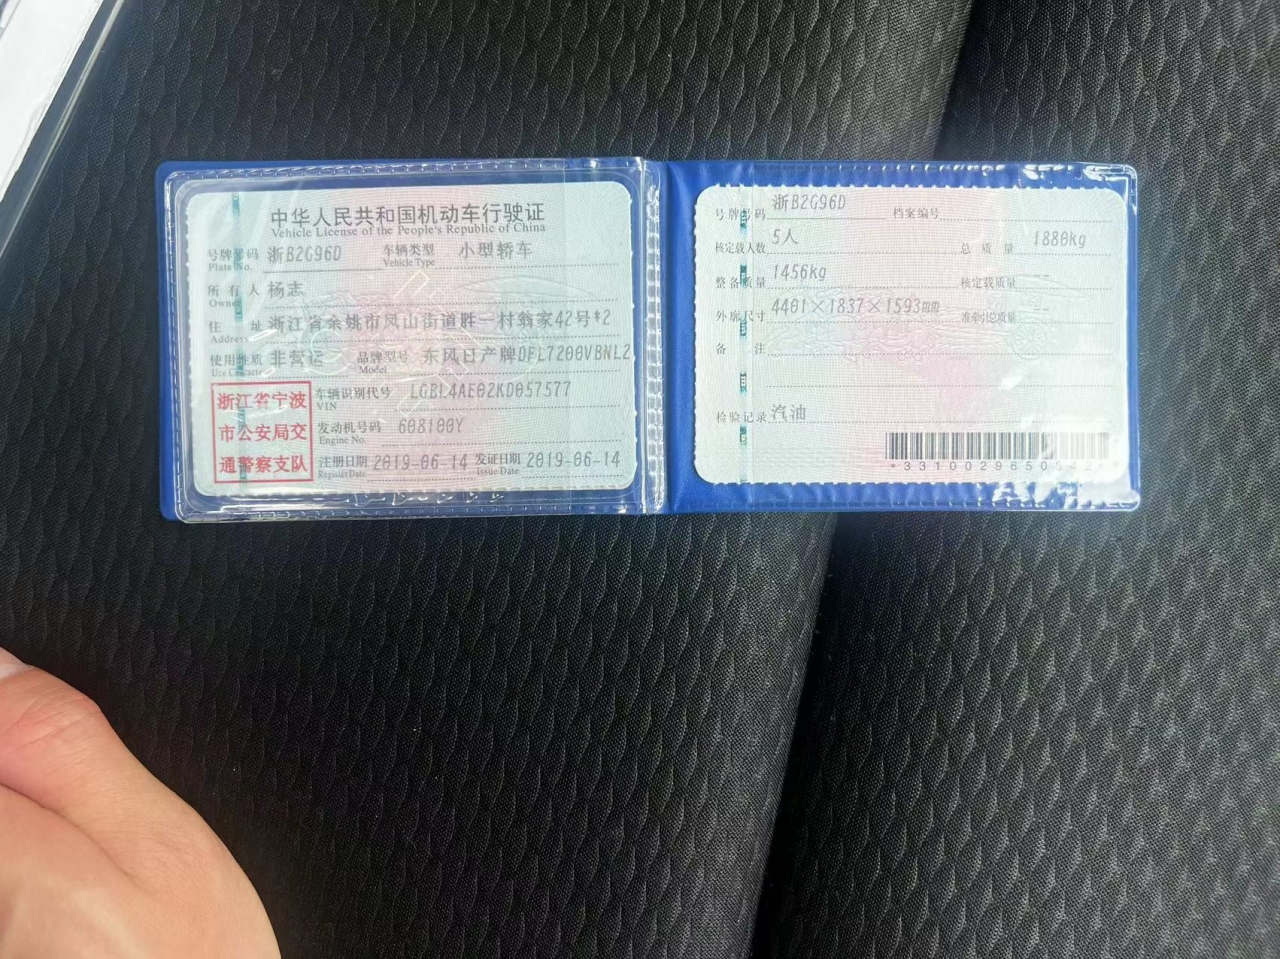 中华人民共和国机动车行驶证
Vehicle License of the People's Republic of China
号牌号码 浙B2G96D 车辆类型 小型轿车
Plate No. Vehicle Type
所有人 杨志
Owner
住址 浙江省余姚市凤山街道胜一村翁家42号*2
Address
使用性质 非营运 品牌型号 东风日产牌DFL7200VBNL2
Use Character Model
浙江省宁波
市公安局交
通警察支队
车辆识别代号 LGBL4AE02KD057577
VIN
发动机号码 608100Y
Engine No.
注册日期 2019-06-14 发证日期 2019-06-14
Register Date Issue Date
号牌号码 浙B2G96D 档案编号
核定载人数 5人 总质量 1880kg
整备质量 1456kg 核定载质量 --
外廓尺寸 4401×1837×1593mm 准牵引总质量 --
备注
检验记录 汽油